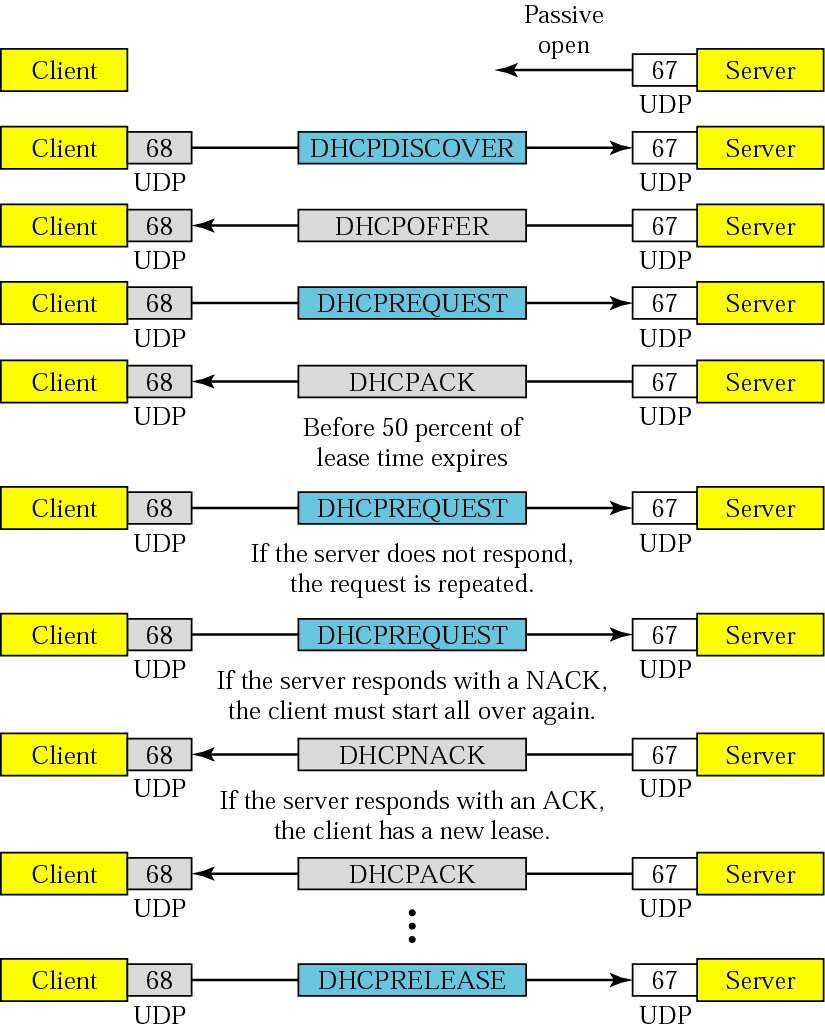 Passive
open
Client 67 Server
UDP
Client 68 DHCPDISCOVER 67 Server
UDP UDP
Client 68 DHCPOFFER 67 Server
UDP UDP
Client 68 DHCPREQUEST 67 Server
UDP UDP
Client 68 DHCPACK 67 Server
UDP UDP
Before 50 percent of
lease time expires
Client 68 DHCPREQUEST 67 Server
UDP UDP
If the server does not respond,
the request is repeated.
Client 68 DHCPREQUEST 67 Server
UDP UDP
If the server responds with a NACK,
the client must start all over again.
Client 68 DHCPNACK 67 Server
UDP UDP
If the server responds with an ACK,
the client has a new lease.
Client 68 DHCPACK 67 Server
UDP UDP
Client 68 DHCPRELEASE 67 Server
UDP UDP